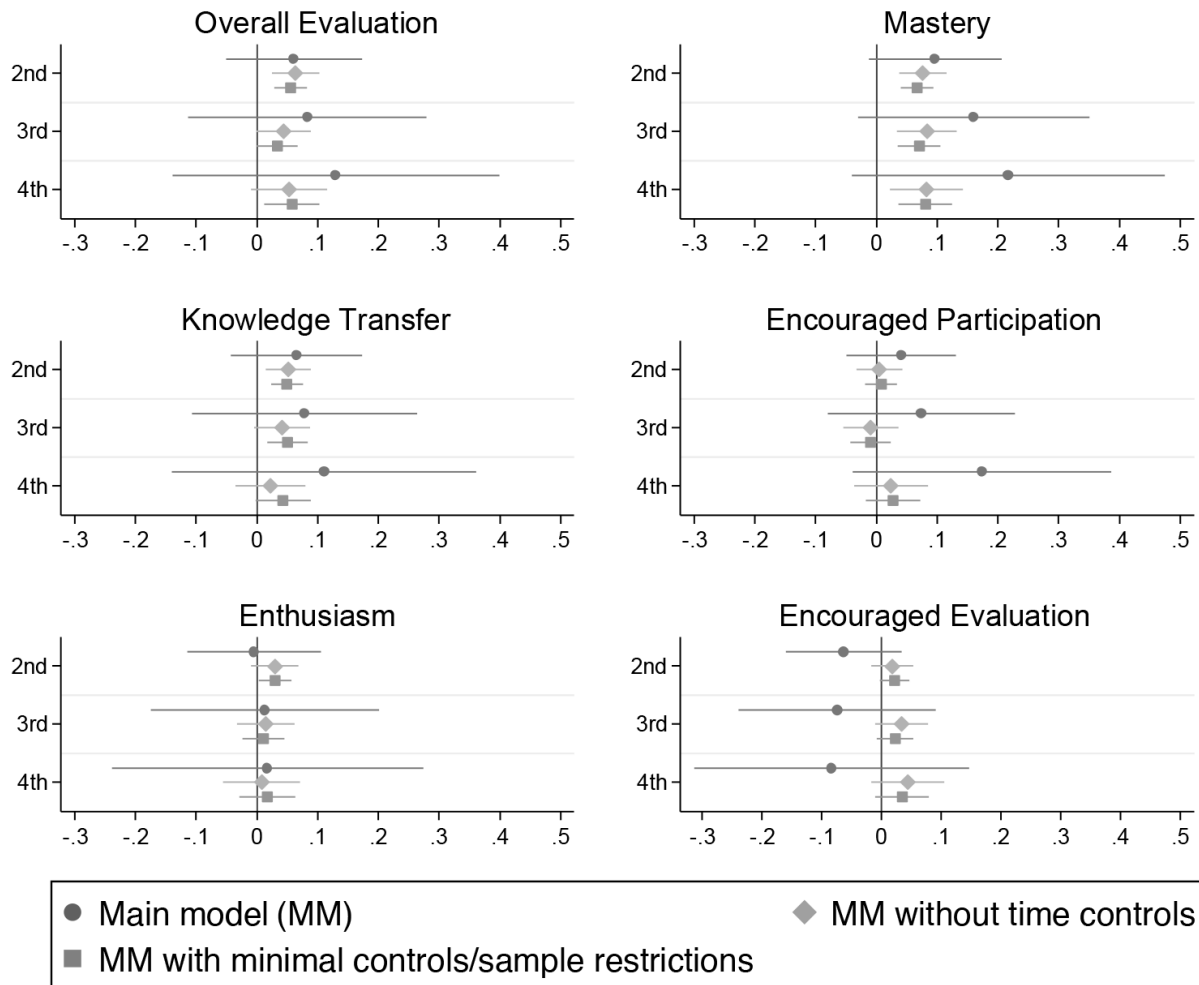 Overall Evaluation
2nd
3rd
4th
-.3 -.2 -.1 0 .1 .2 .3 .4 .5
Mastery
2nd
3rd
4th
-.3 -.2 -.1 0 .1 .2 .3 .4 .5
Knowledge Transfer
2nd
3rd
4th
-.3 -.2 -.1 0 .1 .2 .3 .4 .5
Encouraged Participation
2nd
3rd
4th
-.3 -.2 -.1 0 .1 .2 .3 .4 .5
Enthusiasm
2nd
3rd
4th
-.3 -.2 -.1 0 .1 .2 .3 .4 .5
Encouraged Evaluation
2nd
3rd
4th
-.3 -.2 -.1 0 .1 .2 .3 .4 .5
Main model (MM)
MM without time controls
MM with minimal controls/sample restrictions